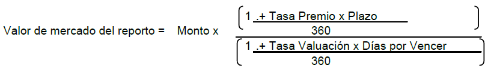 1 .+ Tasa Premio x Plazo
360
Valor de mercado del reporto = Monto x
1 .+ Tasa Valuación x Días por Vencer
360